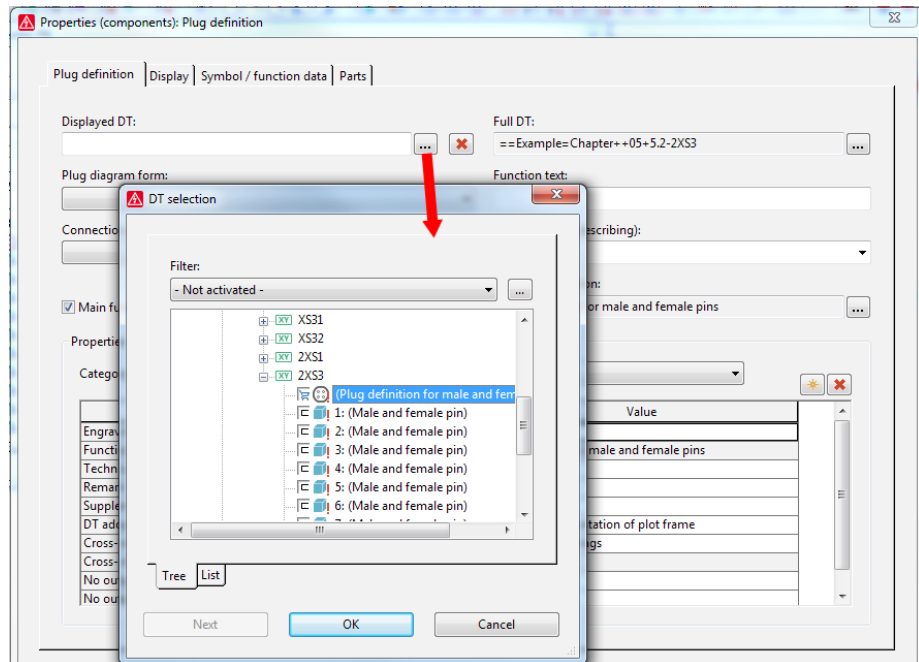 Properties (components): Plug definition
Plug definition Display Symbol / function data Parts
Displayed DT: Full DT:
... ==Example=Chapter++05+5.2-2XS3 ...
Plug diagram form: Function text:
DT selection
Connectio escribing):
Filter:
- Not activated - ...
on:
Main fu or male and female pins ...
XS31
XS32
Propertie
2XS1
Catego 2XS3
(Plug definition for male and fem
1: (Male and female pin) Value
2: (Male and female pin)
Engrav
Functi 3: (Male and female pin) male and female pins
Techn 4: (Male and female pin)
Remar 5: (Male and female pin)
Supple 6: (Male and female pin)
DT add tation of plot frame
Cross- ngs
Cross-
No ou Tree List
No ou
Next OK Cancel